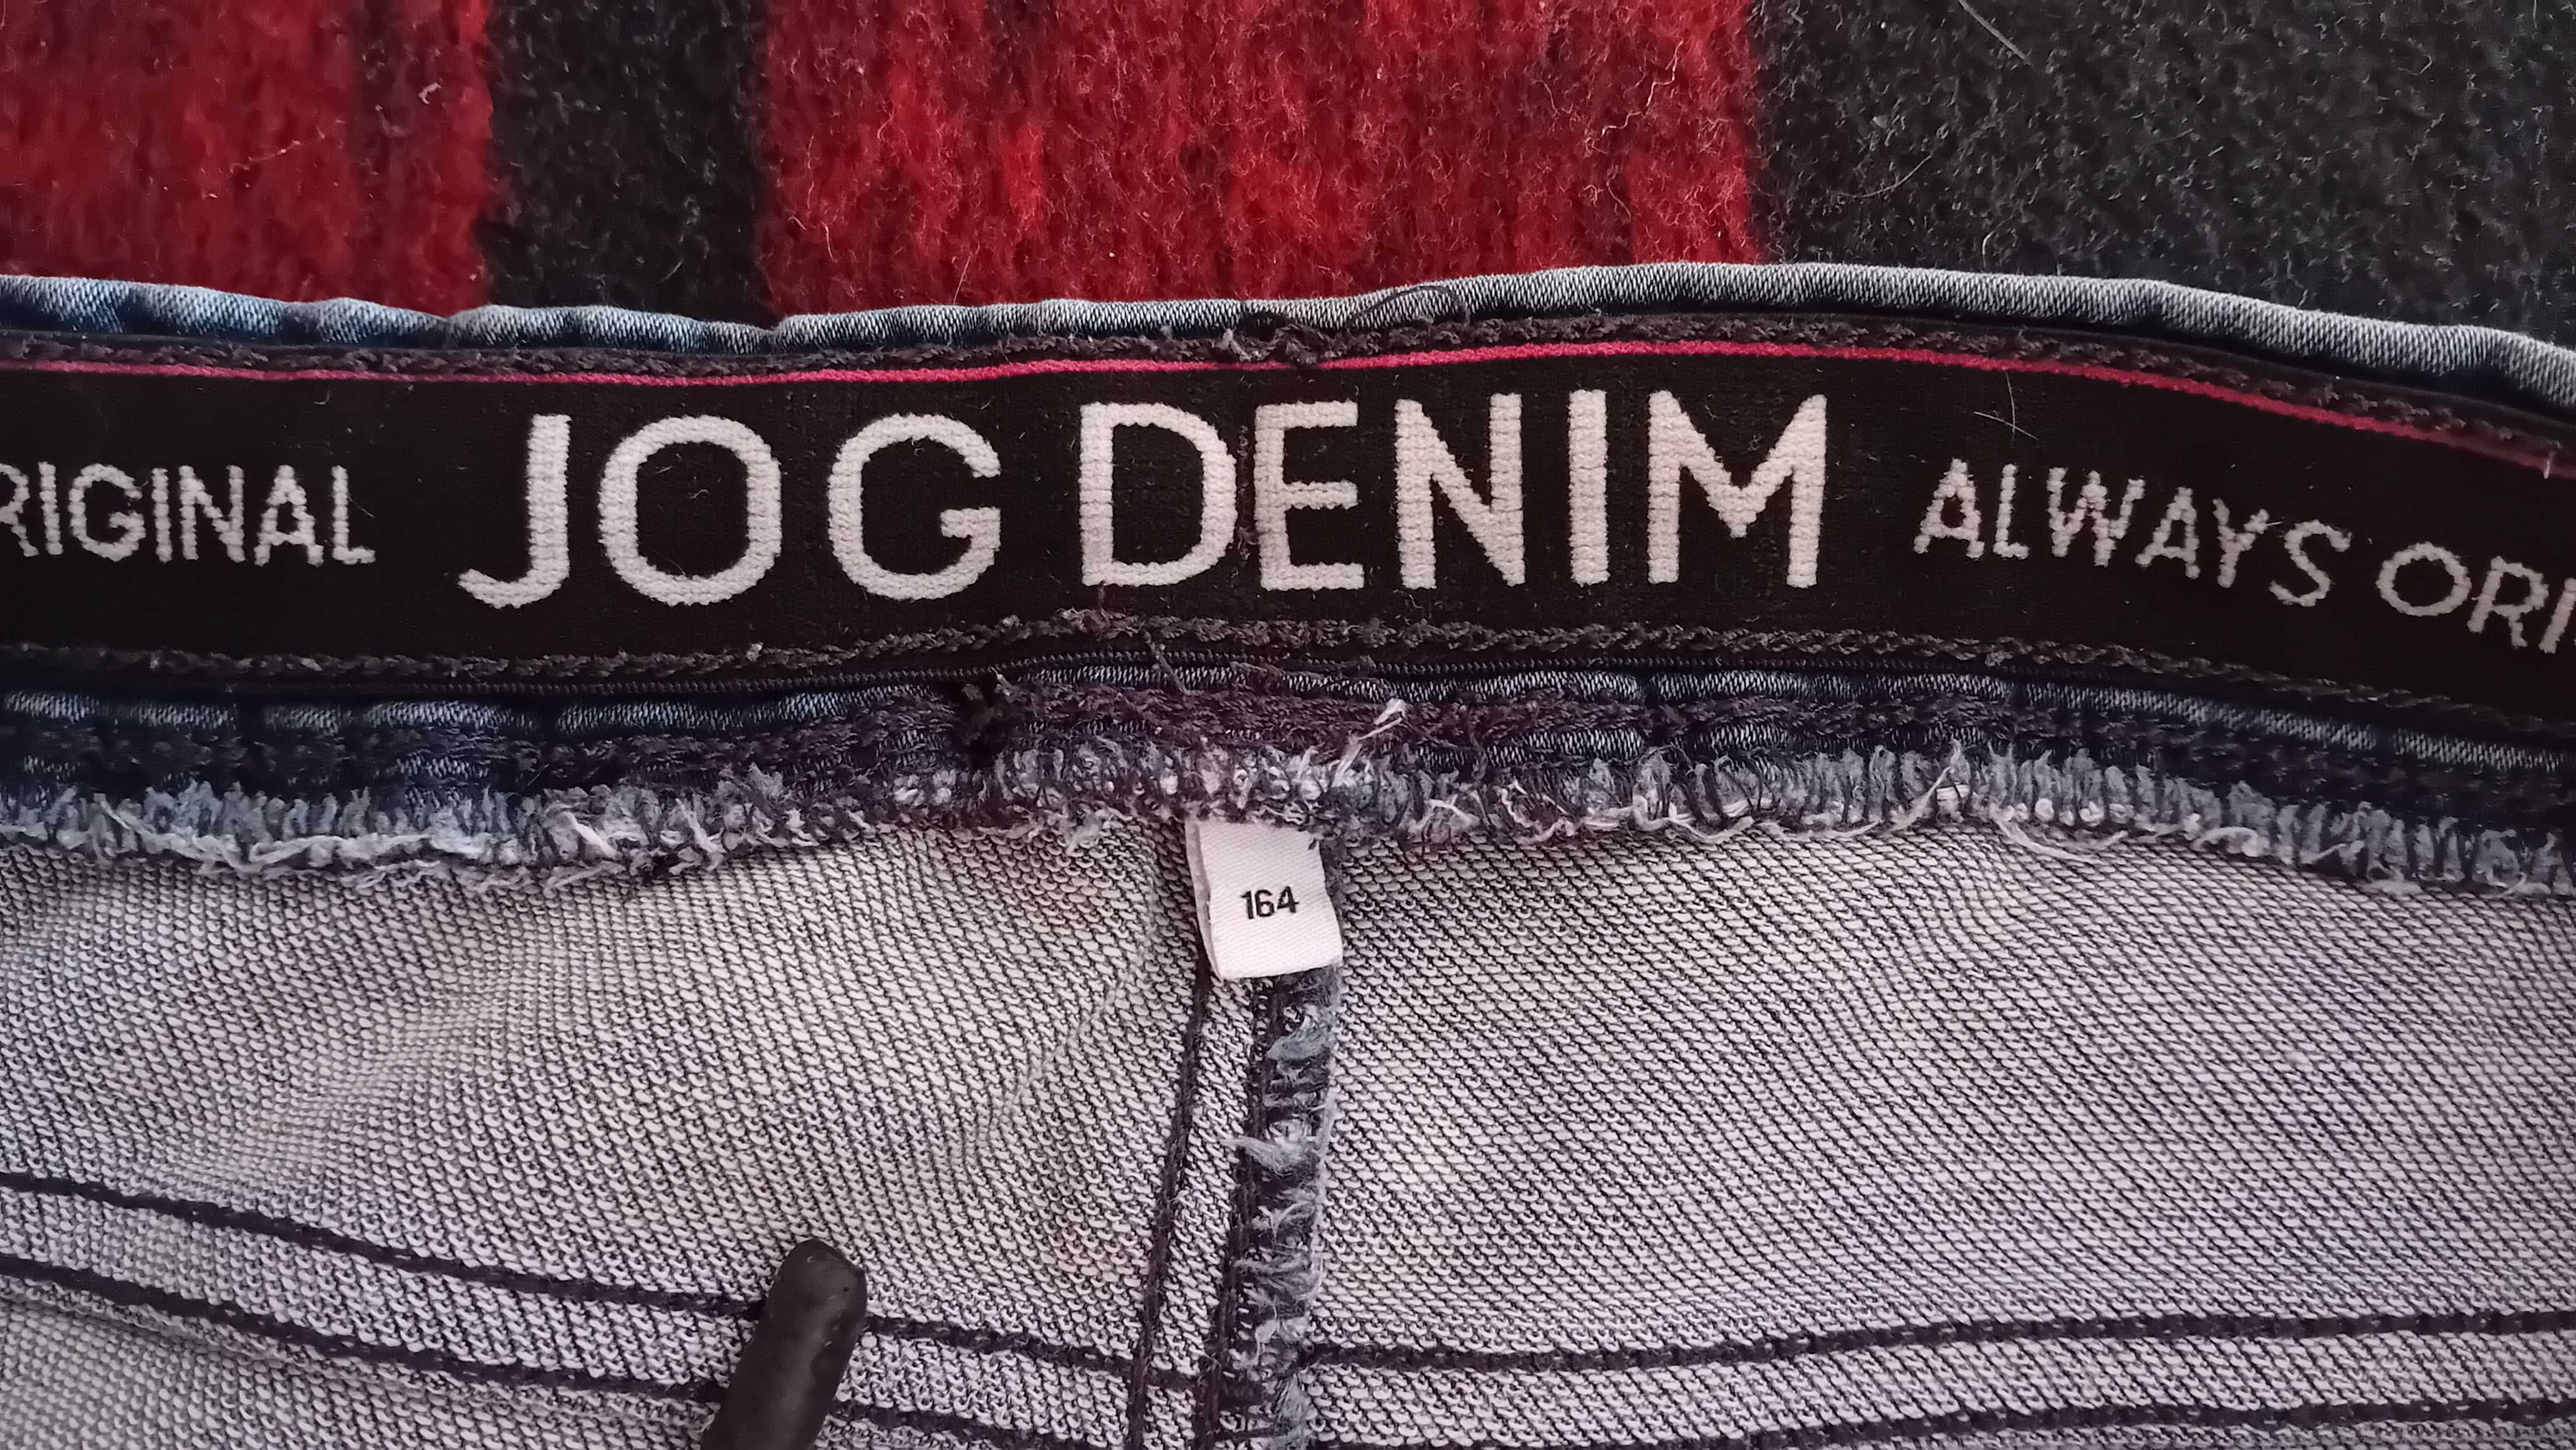 RIGINAL JOG DENIM ALWAYS ORI
164